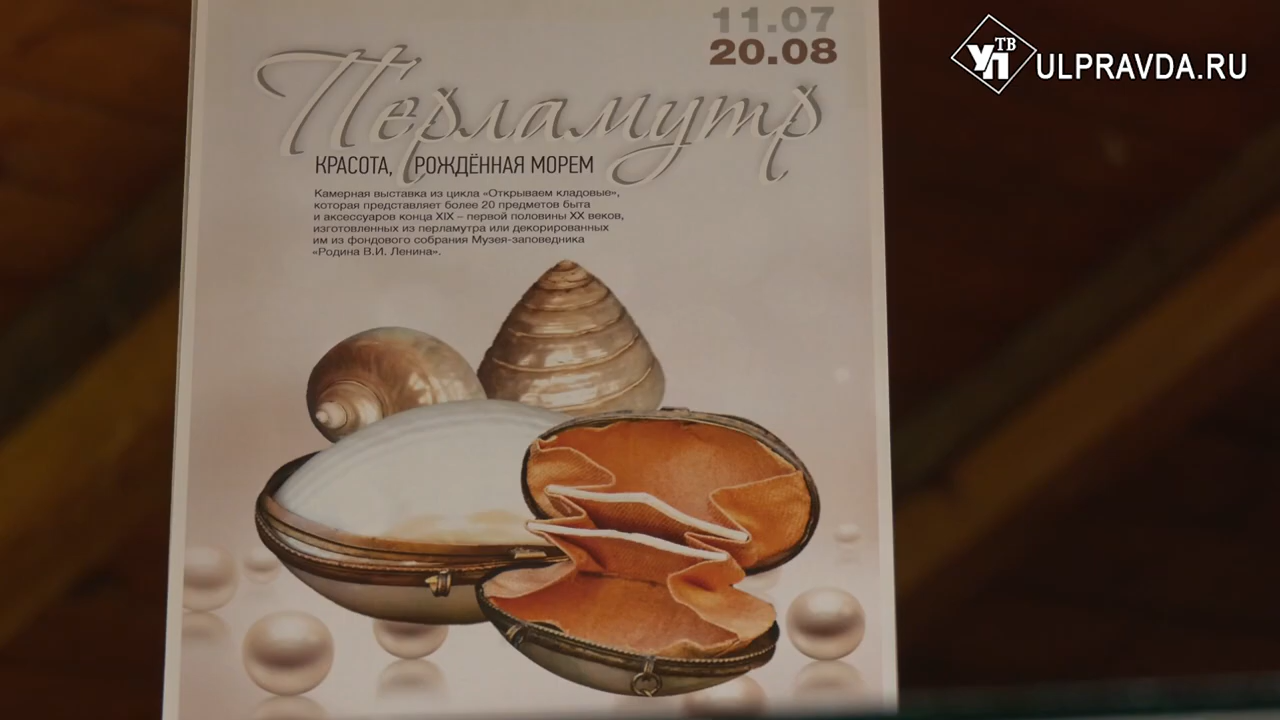 11.07
20.08
ТВ
УП
ULPRAVDA.RU
Перламутр
КРАСОТА, РОЖДЁННАЯ МОРЕМ
Камерная выставка из цикла «Открываем кладовые»,
которая представляет более 20 предметов быта
и аксессуаров конца XIX – первой половины XX веков,
изготовленных из перламутра или декорированных
им из фондового собрания Музея-заповедника
«Родина В.И. Ленина».